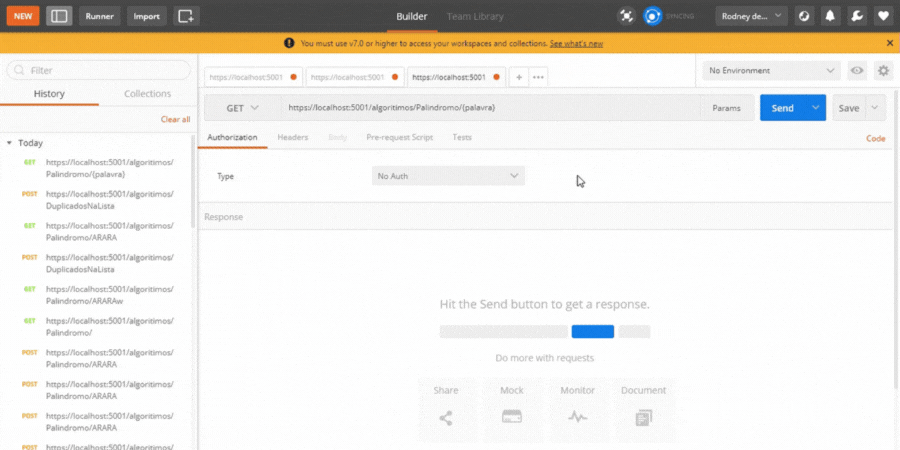 NEW Runner Import Builder Team Library SYNCING Rodney de...
You must use v7.0 or higher to access your workspaces and collections. See what's new
Filter
https://localhost:5001 https://localhost:5001 https://localhost:5001 + ••• No Environment
History Collections
GET https://localhost:5001/algoritimos/Palindromo/{palavra} Params Send Save
Clear all
Authorization Headers Body Pre-request Script Tests Code
Today
GET https://localhost:5001/algoritimos/
Palindromo/{palavra}
POST https://localhost:5001/algoritimos/
DuplicadosNaLista
GET https://localhost:5001/algoritimos/
Palindromo/ARARA
POST https://localhost:5001/algoritimos/
DuplicadosNaLista
GET https://localhost:5001/algoritimos/
Palindromo/ARARAw
GET https://localhost:5001/algoritimos/
Palindromo/
POST https://localhost:5001/algoritimos/
Palindromo/ARARA
POST https://localhost:5001/algoritimos/
Palindromo/ARARA
POST https://localhost:5001/algoritimos/
Palindromo/ARARA
POST https://localhost:5001/algoritimos/
Type No Auth
Response
Hit the Send button to get a response.
Do more with requests
Share Mock Monitor Document